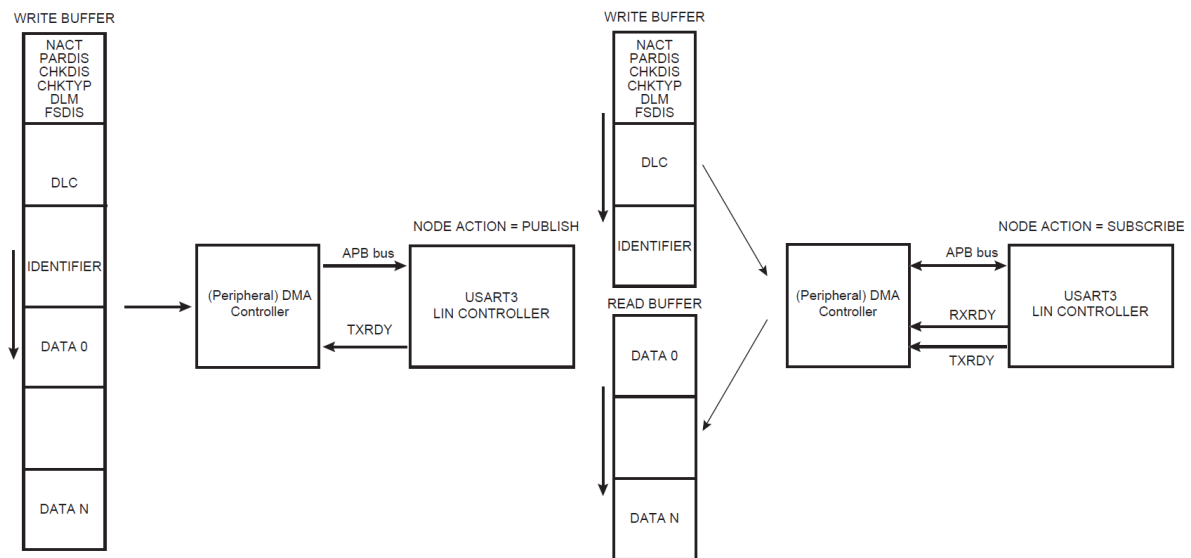 WRITE BUFFER
NACT
PARDIS
CHKDIS
CHKTYP
DLM
FSDIS
DLC
IDENTIFIER
DATA 0
DATA N
(Peripheral) DMA
Controller
APB bus
TXRDY
NODE ACTION = PUBLISH
USART3
LIN CONTROLLER
WRITE BUFFER
NACT
PARDIS
CHKDIS
CHKTYP
DLM
FSDIS
DLC
IDENTIFIER
READ BUFFER
DATA 0
DATA N
(Peripheral) DMA
Controller
APB bus
RXRDY
TXRDY
NODE ACTION = SUBSCRIBE
USART3
LIN CONTROLLER